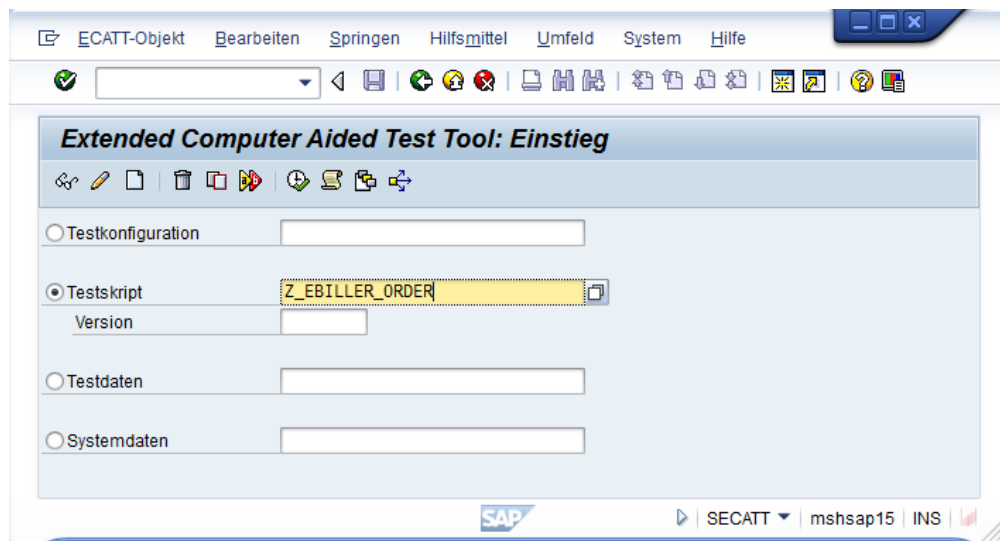 ECATT-Objekt Bearbeiten Springen Hilfsmittel Umfeld System Hilfe
Extended Computer Aided Test Tool: Einstieg
Testkonfiguration
Testskript Z_EBILLER_ORDER
Version
Testdaten
Systemdaten
SAP SECATT mshsap15 INS